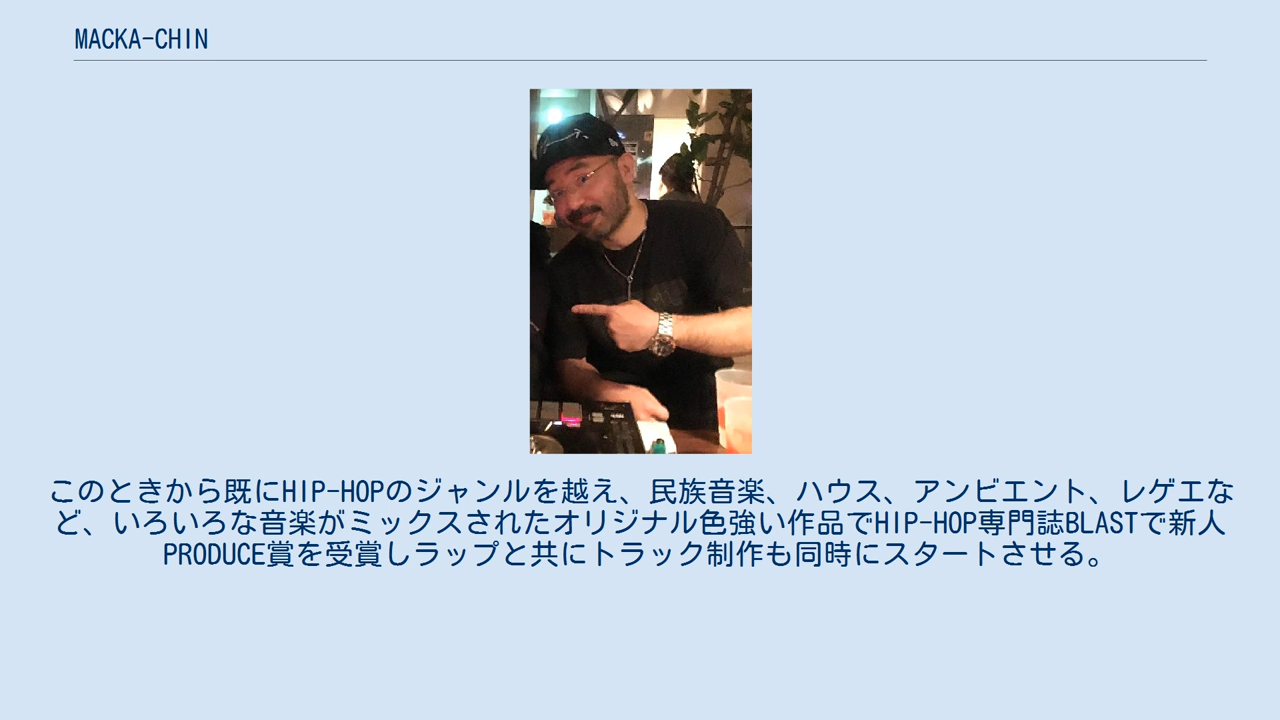 MACKA-CHIN
このときから既にHIP-HOPのジャンルを越え、民族音楽、ハウス、アンビエント、レゲエな
ど、いろいろな音楽がミックスされたオリジナル色強い作品でHIP-HOP専門誌BLASTで新人
PRODUCE賞を受賞しラップと共にトラック制作も同時にスタートさせる。